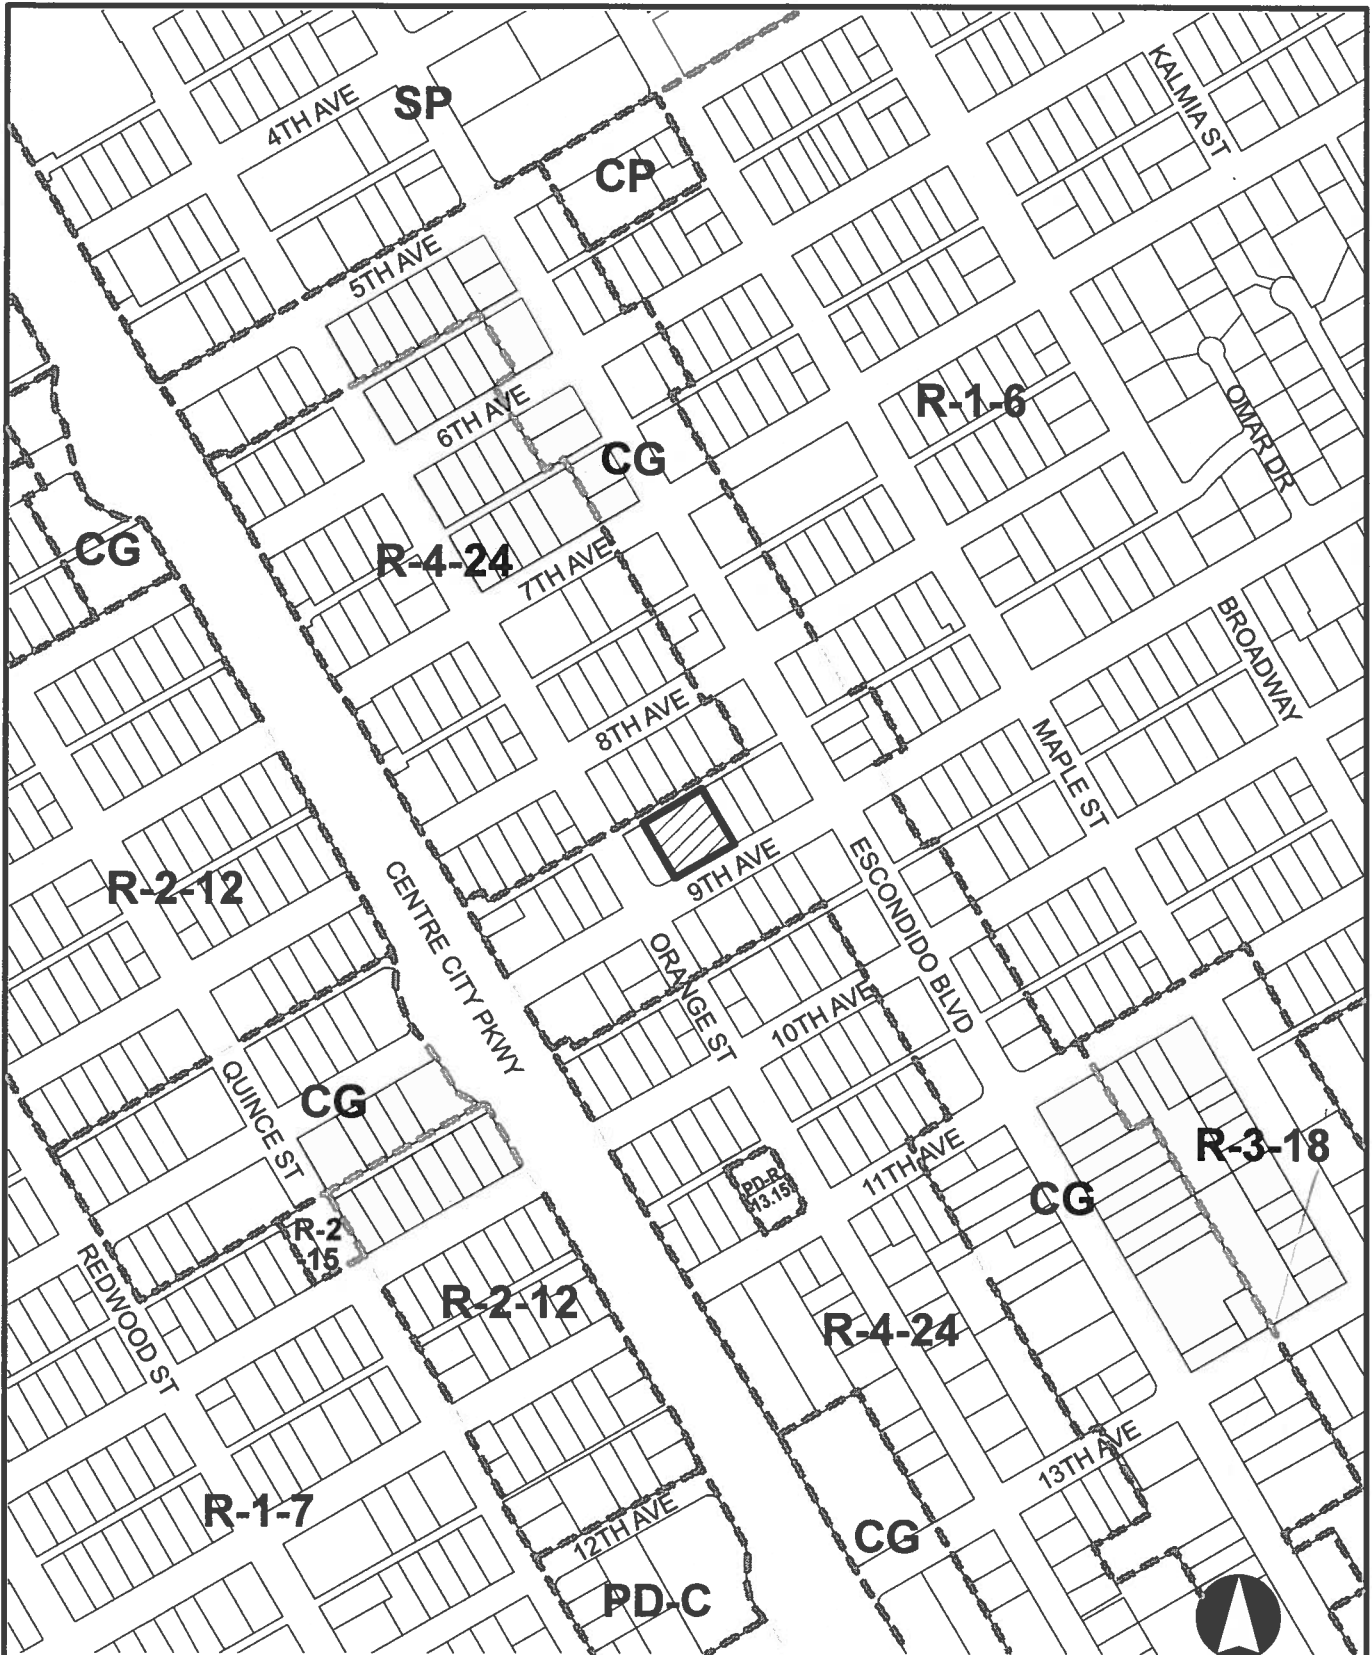 KALMIA ST
4TH AVE
SP
CP
5TH AVE
OMAR DR
R-1-6
6TH AVE
CG
CG
R-4-24
7TH AVE
BROADWAY
8TH AVE
MAPLE ST
9TH AVE
ESCONDIDO BLVD
CENTRE CITY PKWY
R-2-12
ORANGE ST
10TH AVE
QUINCE ST
CG
11TH AVE
R-3-18
PD-R
13.15
CG
R-2
15
REDWOOD ST
R-2-12
R-4-24
13TH AVE
R-1-7
12TH AVE
CG
PD-C